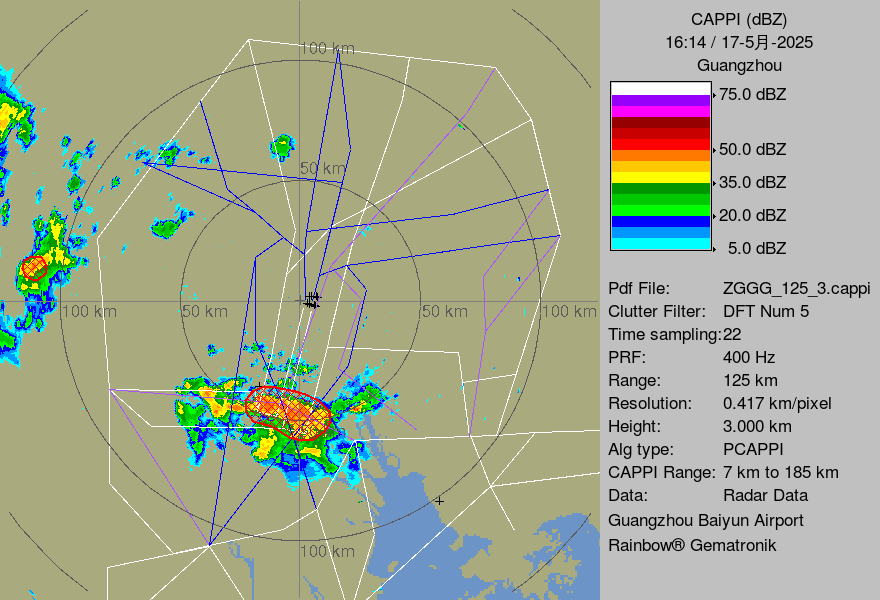 CAPPI (dBZ)
16:14 / 17-5月-2025
Guangzhou
75.0 dBZ
50.0 dBZ
35.0 dBZ
20.0 dBZ
5.0 dBZ
Pdf File: ZGGG_125_3.cappi
Clutter Filter: DFT Num 5
Time sampling:22
PRF: 400 Hz
Range: 125 km
Resolution: 0.417 km/pixel
Height: 3.000 km
Alg type: PCAPPI
CAPPI Range: 7 km to 185 km
Data: Radar Data
Guangzhou Baiyun Airport
Rainbow® Gematronik
100 km
50 km
100 km
50 km
50 km
100 km
100 km